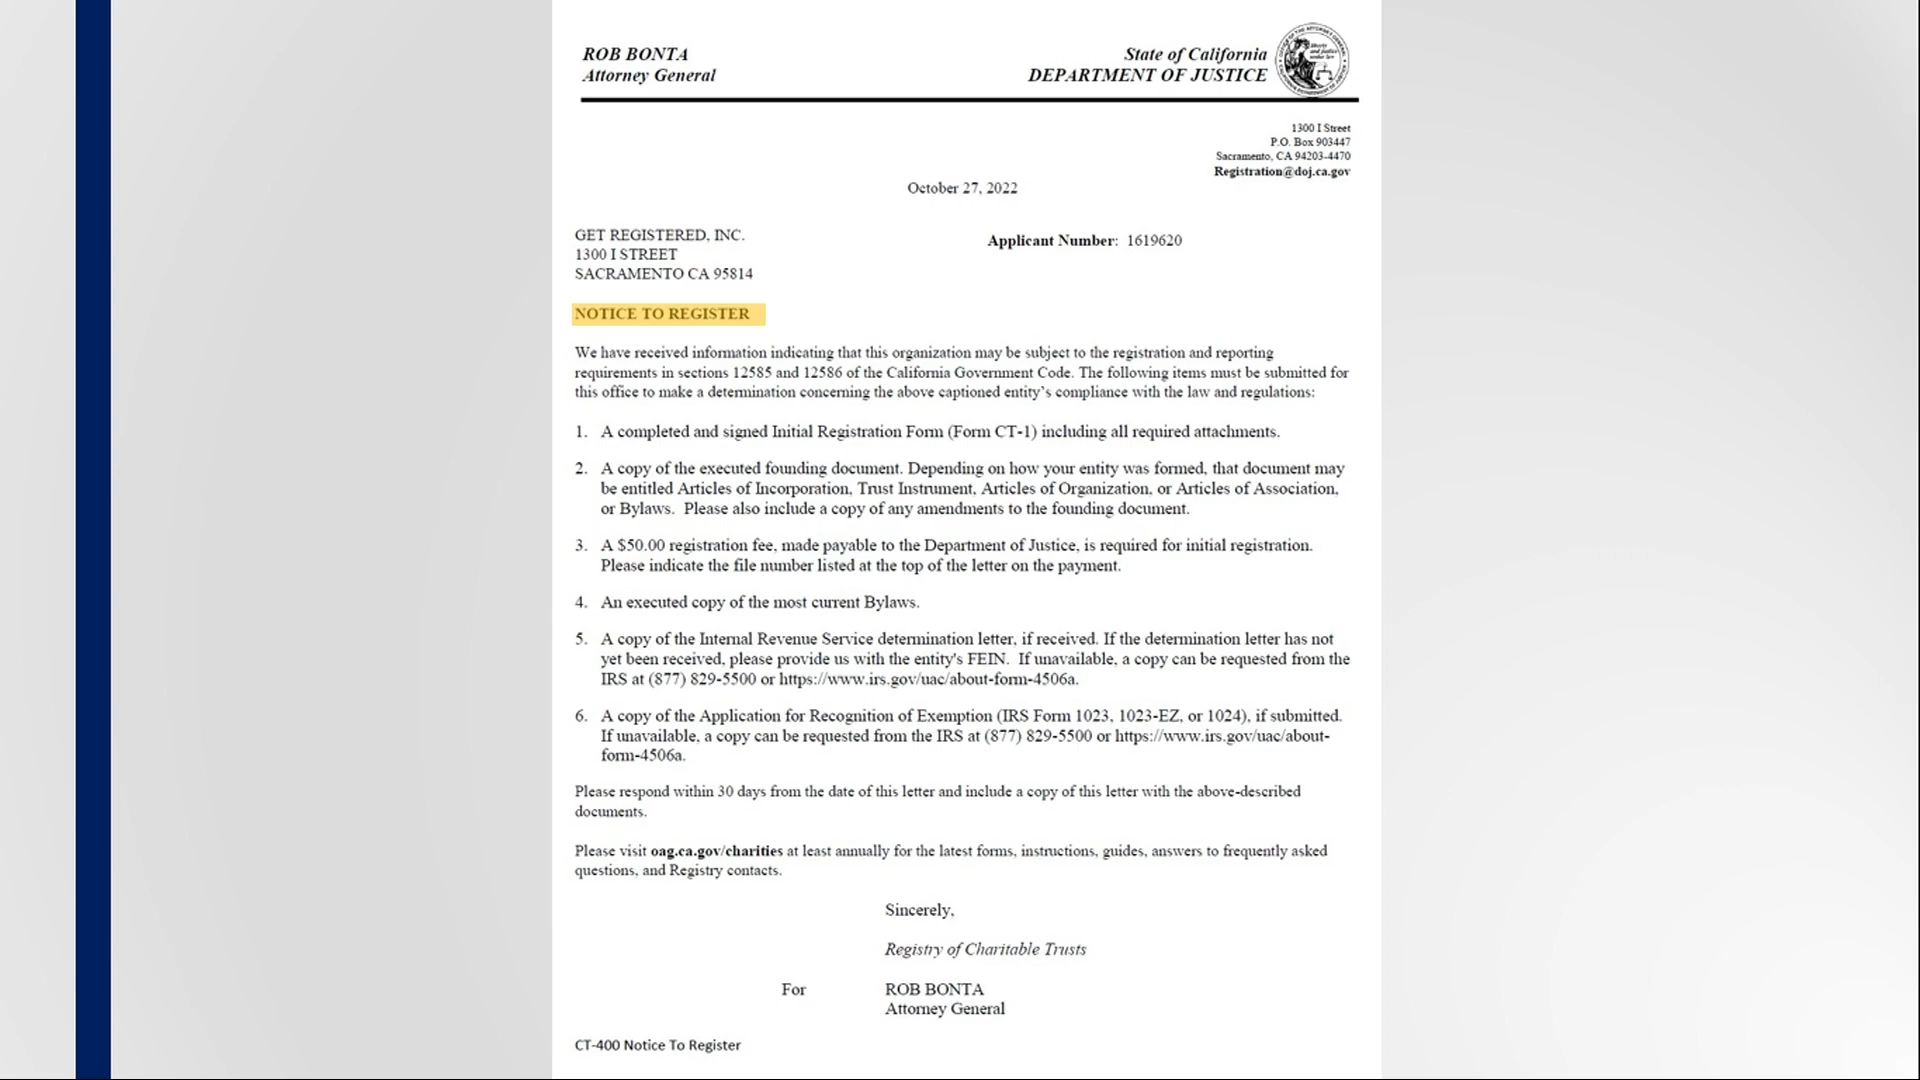 ROB BONTA
Attorney General
State of California
DEPARTMENT OF JUSTICE
1300 I Street
P.O. Box 903447
Sacramento, CA 94203-4470
Registration@doj.ca.gov
October 27, 2022
GET REGISTERED, INC.
1300 I STREET
SACRAMENTO CA 95814
Applicant Number: 1619620
NOTICE TO REGISTER
We have received information indicating that this organization may be subject to the registration and reporting
requirements in sections 12585 and 12586 of the California Government Code. The following items must be submitted for
this office to make a determination concerning the above captioned entity's compliance with the law and regulations:
1. A completed and signed Initial Registration Form (Form CT-1) including all required attachments.
2. A copy of the executed founding document. Depending on how your entity was formed, that document may
be entitled Articles of Incorporation, Trust Instrument, Articles of Organization, or Articles of Association,
or Bylaws. Please also include a copy of any amendments to the founding document.
3. A $50.00 registration fee, made payable to the Department of Justice, is required for initial registration.
Please indicate the file number listed at the top of the letter on the payment.
4. An executed copy of the most current Bylaws.
5. A copy of the Internal Revenue Service determination letter, if received. If the determination letter has not
yet been received, please provide us with the entity's FEIN. If unavailable, a copy can be requested from the
IRS at (877) 829-5500 or https://www.irs.gov/uac/about-form-4506a.
6. A copy of the Application for Recognition of Exemption (IRS Form 1023, 1023-EZ, or 1024), if submitted.
If unavailable, a copy can be requested from the IRS at (877) 829-5500 or https://www.irs.gov/uac/about-
form-4506a.
Please respond within 30 days from the date of this letter and include a copy of this letter with the above-described
documents.
Please visit oag.ca.gov/charities at least annually for the latest forms, instructions, guides, answers to frequently asked
questions, and Registry contacts.
Sincerely,
Registry of Charitable Trusts
For ROB BONTA
Attorney General
CT-400 Notice To Register